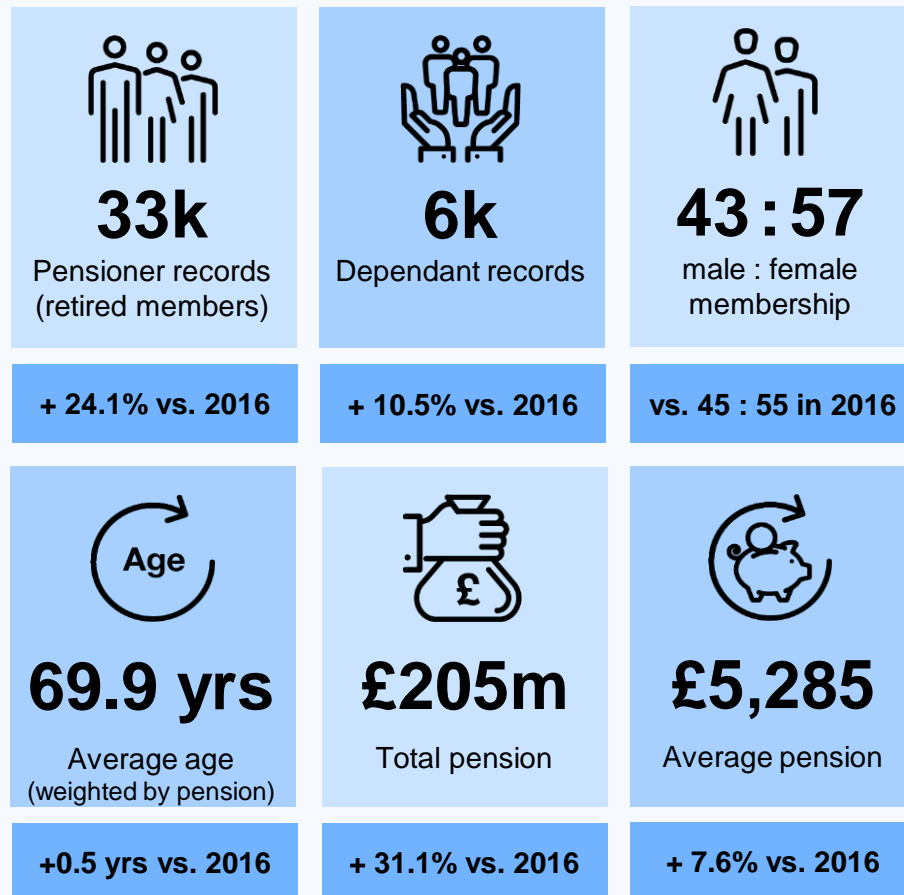 33k
Pensioner records
(retired members)
+ 24.1% vs. 2016
6k
Dependant records
+ 10.5% vs. 2016
43 : 57
male : female
membership
vs. 45 : 55 in 2016
Age
69.9 yrs
Average age
(weighted by pension)
+0.5 yrs vs. 2016
£
£205m
Total pension
+ 31.1% vs. 2016
£5,285
Average pension
+ 7.6% vs. 2016